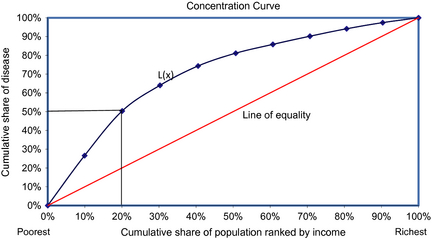 Concentration Curve
Cumulative share of disease
100%
90%
80%
70%
60%
50%
40%
30%
20%
10%
0%
L(x)
Line of equality
0% 10% 20% 30% 40% 50% 60% 70% 80% 90% 100%
Poorest Cumulative share of population ranked by income Richest